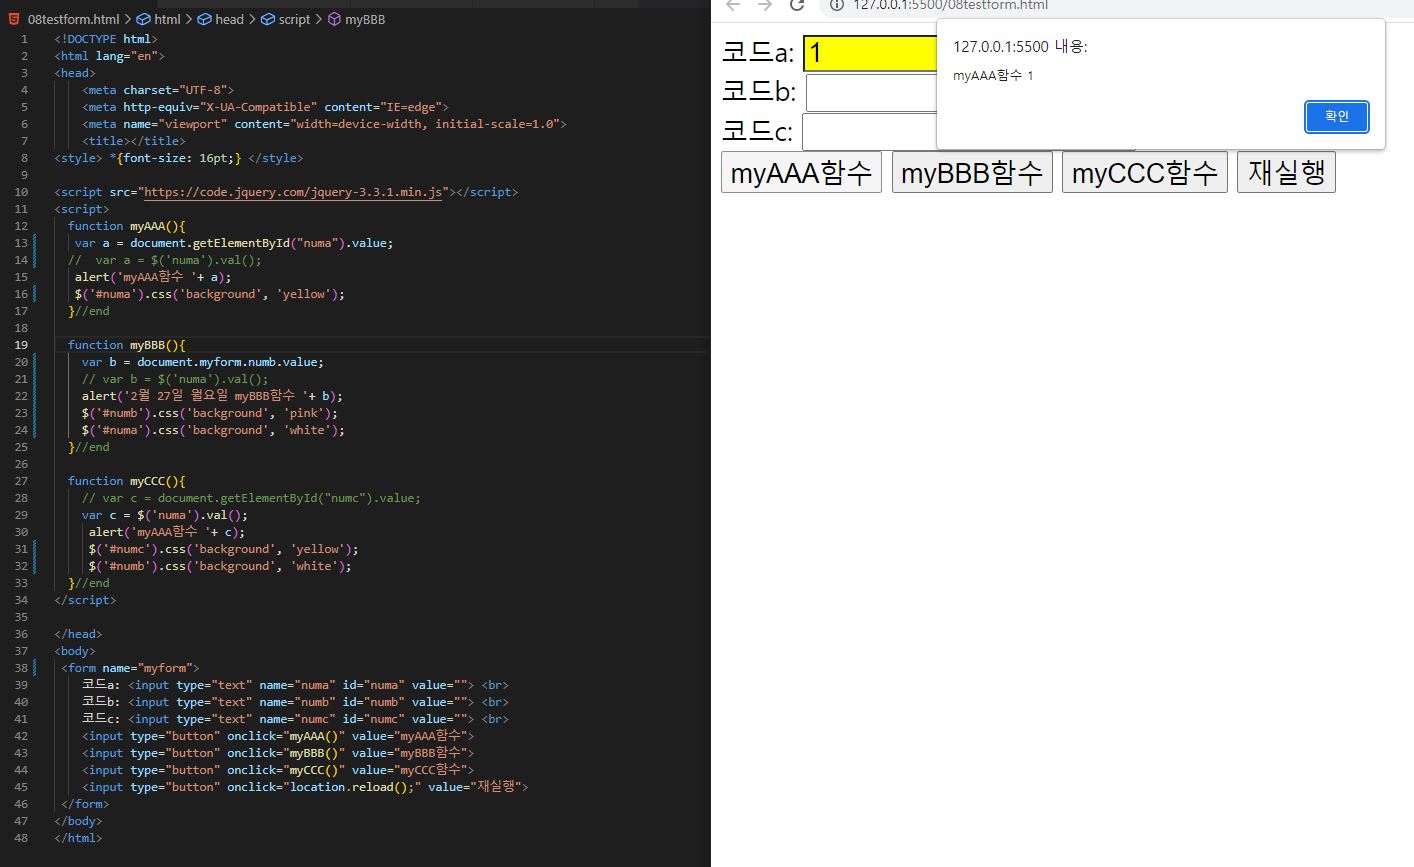 08testform.html > html > head > script > myBBB
1 <!DOCTYPE html>
2 <html lang="en">
3 <head>
4 <meta charset="UTF-8">
5 <meta http-equiv="X-UA-Compatible" content="IE=edge">
6 <meta name="viewport" content="width=device-width, initial-scale=1.0">
7 <title></title>
8 <style> *{font-size: 16pt;} </style>
9
10 <script src="https://code.jquery.com/jquery-3.3.1.min.js"></script>
11 <script>
12 function myAAA(){
13 var a = document.getElementById("numa").value;
14 //  var a = $('numa').val();
15 alert('myAAA함수 '+ a);
16 $('#numa').css('background', 'yellow');
17 }//end
18
19 function myBBB(){
20 var b = document.myform.numb.value;
21 // var b = $('numa').val();
22 alert('2월 27일 월요일 myBBB함수 '+ b);
23 $('#numb').css('background', 'pink');
24 $('#numa').css('background', 'white');
25 }//end
26
27 function myCCC(){
28 // var c = document.getElementById("numc").value;
29 var c = $('numa').val();
30 alert('myAAA함수 '+ c);
31 $('#numc').css('background', 'yellow');
32 $('#numb').css('background', 'white');
33 }//end
34 </script>
35
36 </head>
37 <body>
38 <form name="myform">
39 코드a: <input type="text" name="numa" id="numa" value=""> <br>
40 코드b: <input type="text" name="numb" id="numb" value=""> <br>
41 코드c: <input type="text" name="numc" id="numc" value=""> <br>
42 <input type="button" onclick="myAAA()" value="myAAA함수">
43 <input type="button" onclick="myBBB()" value="myBBB함수">
44 <input type="button" onclick="myCCC()" value="myCCC함수">
45 <input type="button" onclick="location.reload();" value="재실행">
46 </form>
47 </body>
48 </html>
127.0.0.1:5500/08testform.html
127.0.0.1:5500 내용:
myAAA함수 1
확인
코드a: 1
코드b:
코드c:
myAAA함수 myBBB함수 myCCC함수 재실행